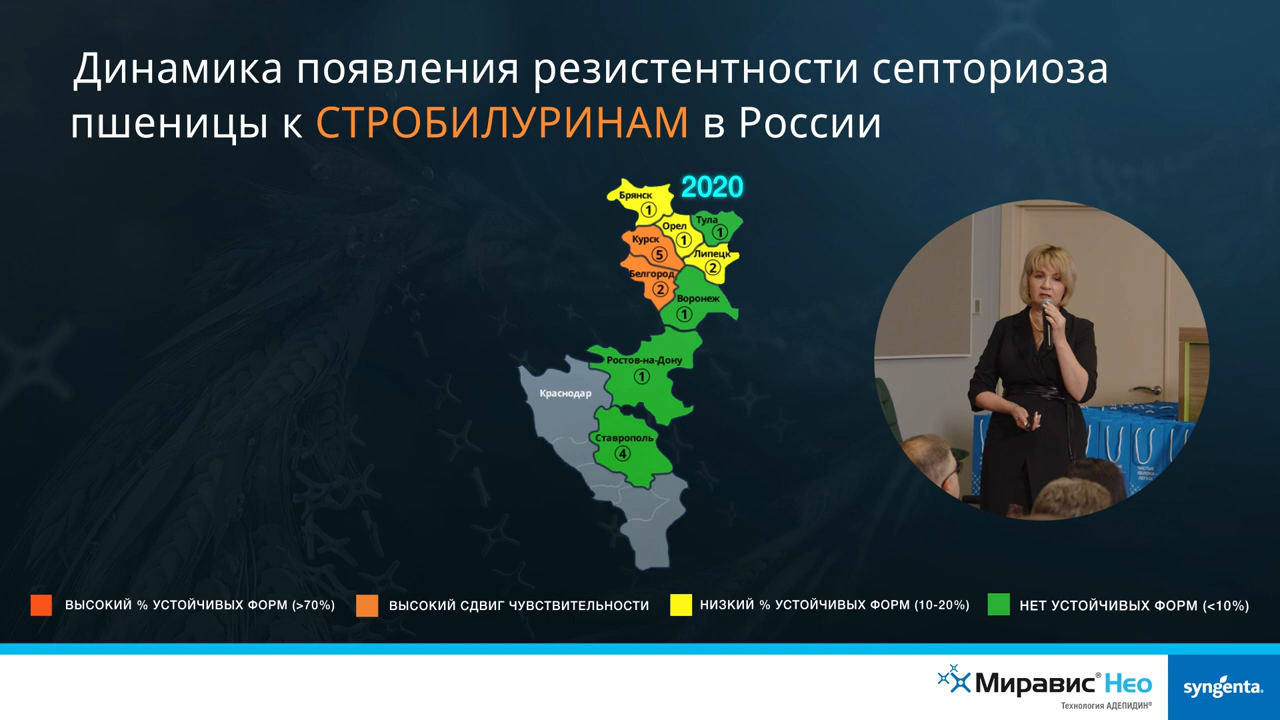 Динамика появления резистентности септориоза
пшеницы к СТРОБИЛУРИНАМ в России
2020
Брянск
1
Тула
1
Орел
1
Курск
5
Липецк
2
Белгород
2
Воронеж
1
Ростов-на-Дону
1
Краснодар
Ставрополь
4
ВЫСОКИЙ % УСТОЙЧИВЫХ ФОРМ (>70%)
ВЫСОКИЙ СДВИГ ЧУВСТВИТЕЛЬНОСТИ
НИЗКИЙ % УСТОЙЧИВЫХ ФОРМ (10-20%)
НЕТ УСТОЙЧИВЫХ ФОРМ (<10%)
Миравис® Нео
Технология АДЕПИДИН®
syngenta®